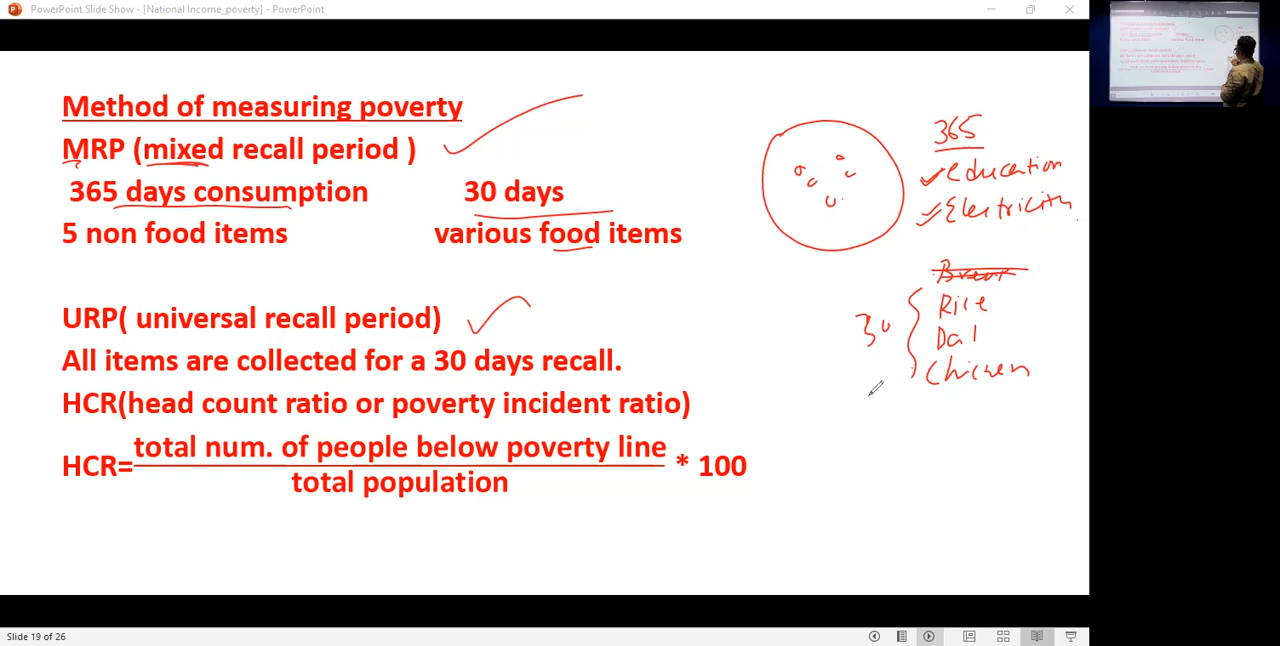 PowerPoint Slide Show - [National Income_poverty] - PowerPoint
Method of measuring poverty
MRP (mixed recall period )
365 days consumption 30 days
5 non food items various food items
URP( universal recall period)
All items are collected for a 30 days recall.
HCR(head count ratio or poverty incident ratio)
HCR= total num. of people below poverty line * 100
total population
365
Education
Electricity
30
Rice
Dal
Chicken
Slide 19 of 26